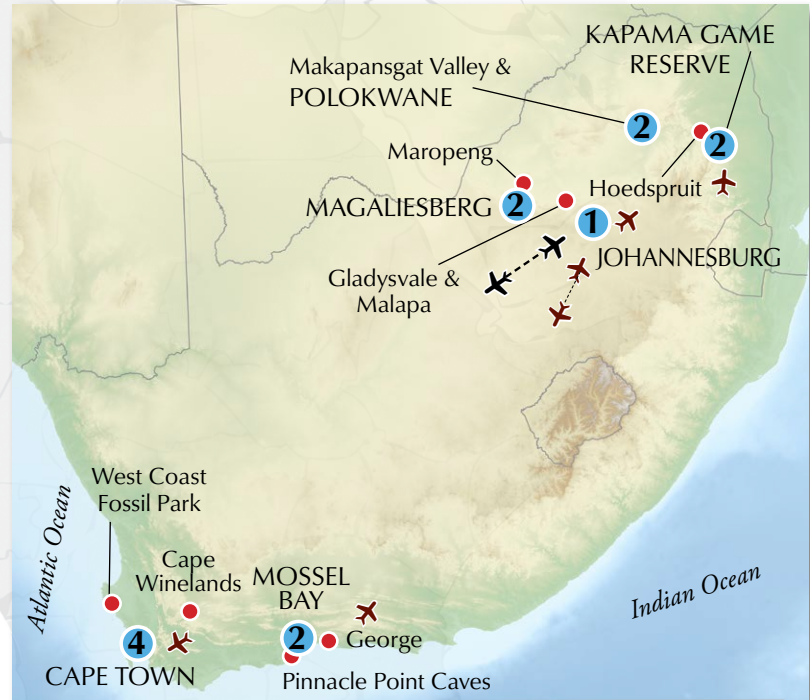 KAPAMA GAME
RESERVE
Makapansgat Valley &
POLOKWANE
2
2
Maropeng
Hoedspruit
MAGALIESBERG
2
1
JOHANNESBURG
Gladysvale &
Malapa
West Coast
Fossil Park
Atlantic Ocean
Cape
Winelands
MOSSEL
BAY
Indian Ocean
4
2
George
CAPE TOWN
Pinnacle Point Caves